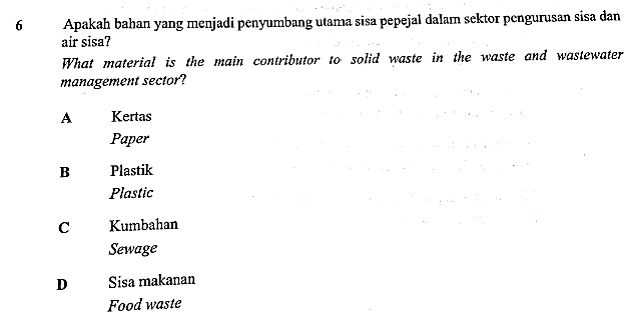 6 Apakah bahan yang menjadi penyumbang utama sisa pepejal dalam sektor pengurusan sisa dan
air sisa?
What material is the main contributor to solid waste in the waste and wastewater
management sector?
A Kertas
Paper
B Plastik
Plastic
C Kumbahan
Sewage
D Sisa makanan
Food waste